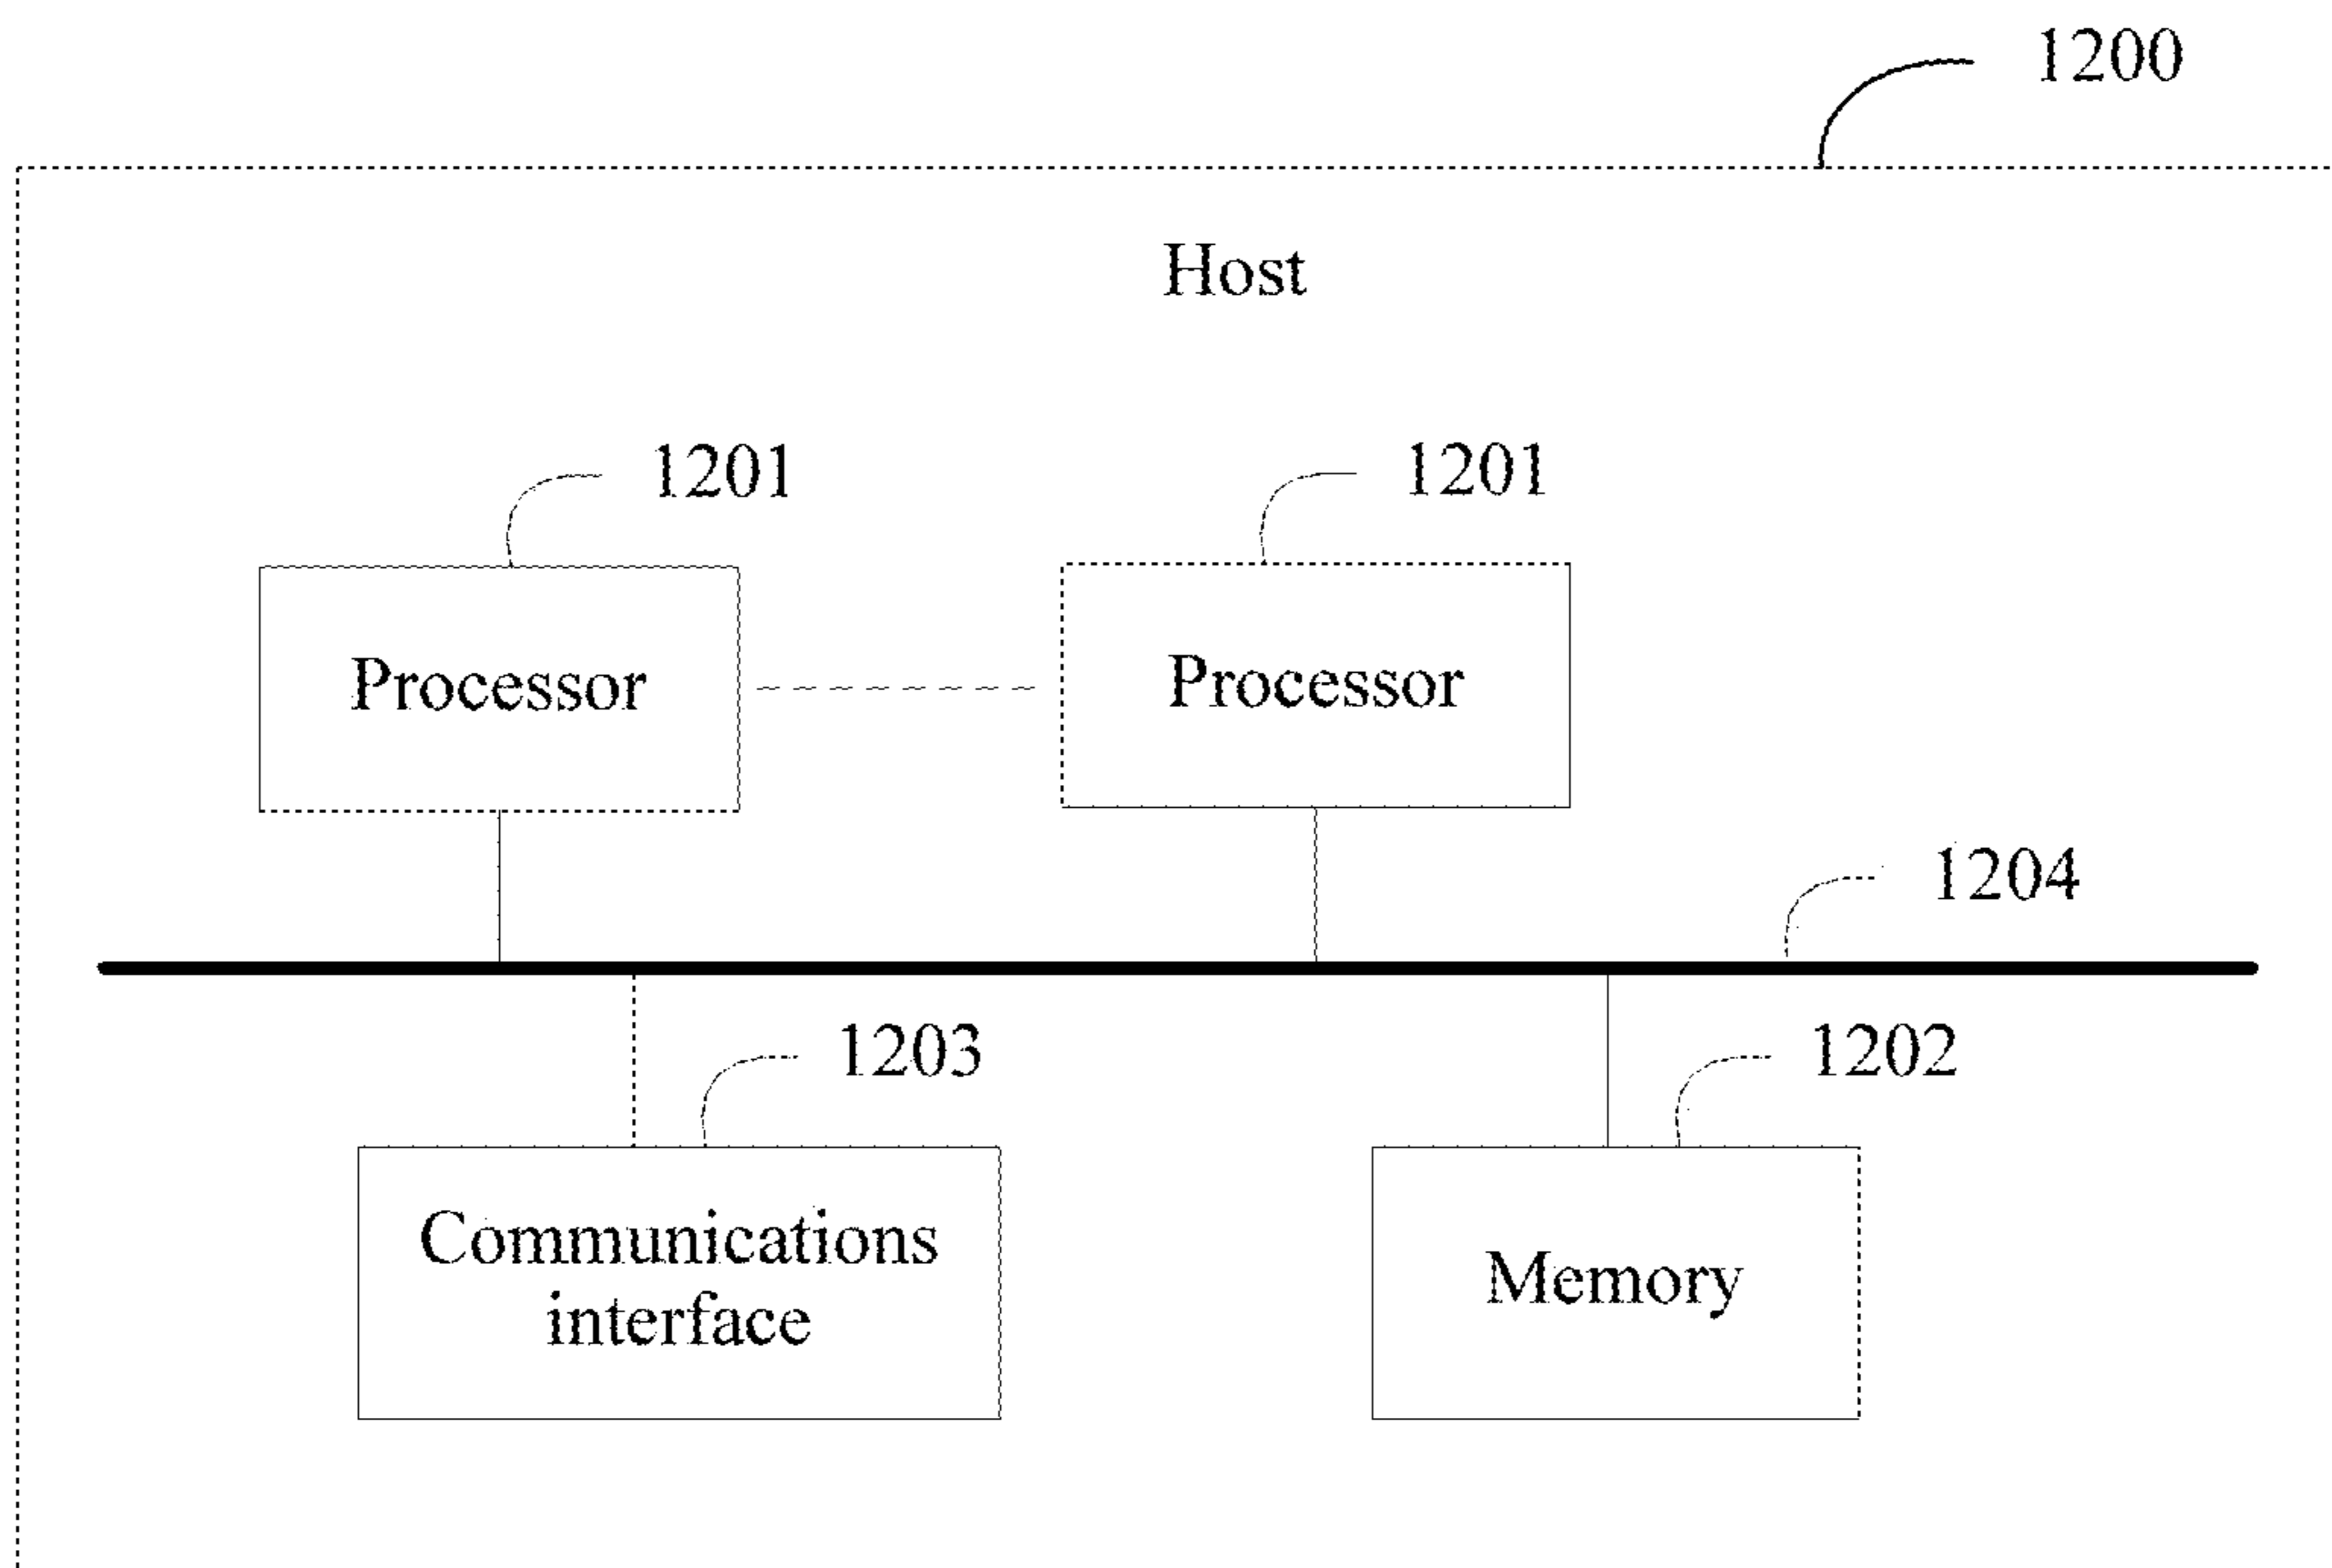 1200
Host
1201
1201
Processor
Processor
1204
1203
1202
Communications
interface
Memory